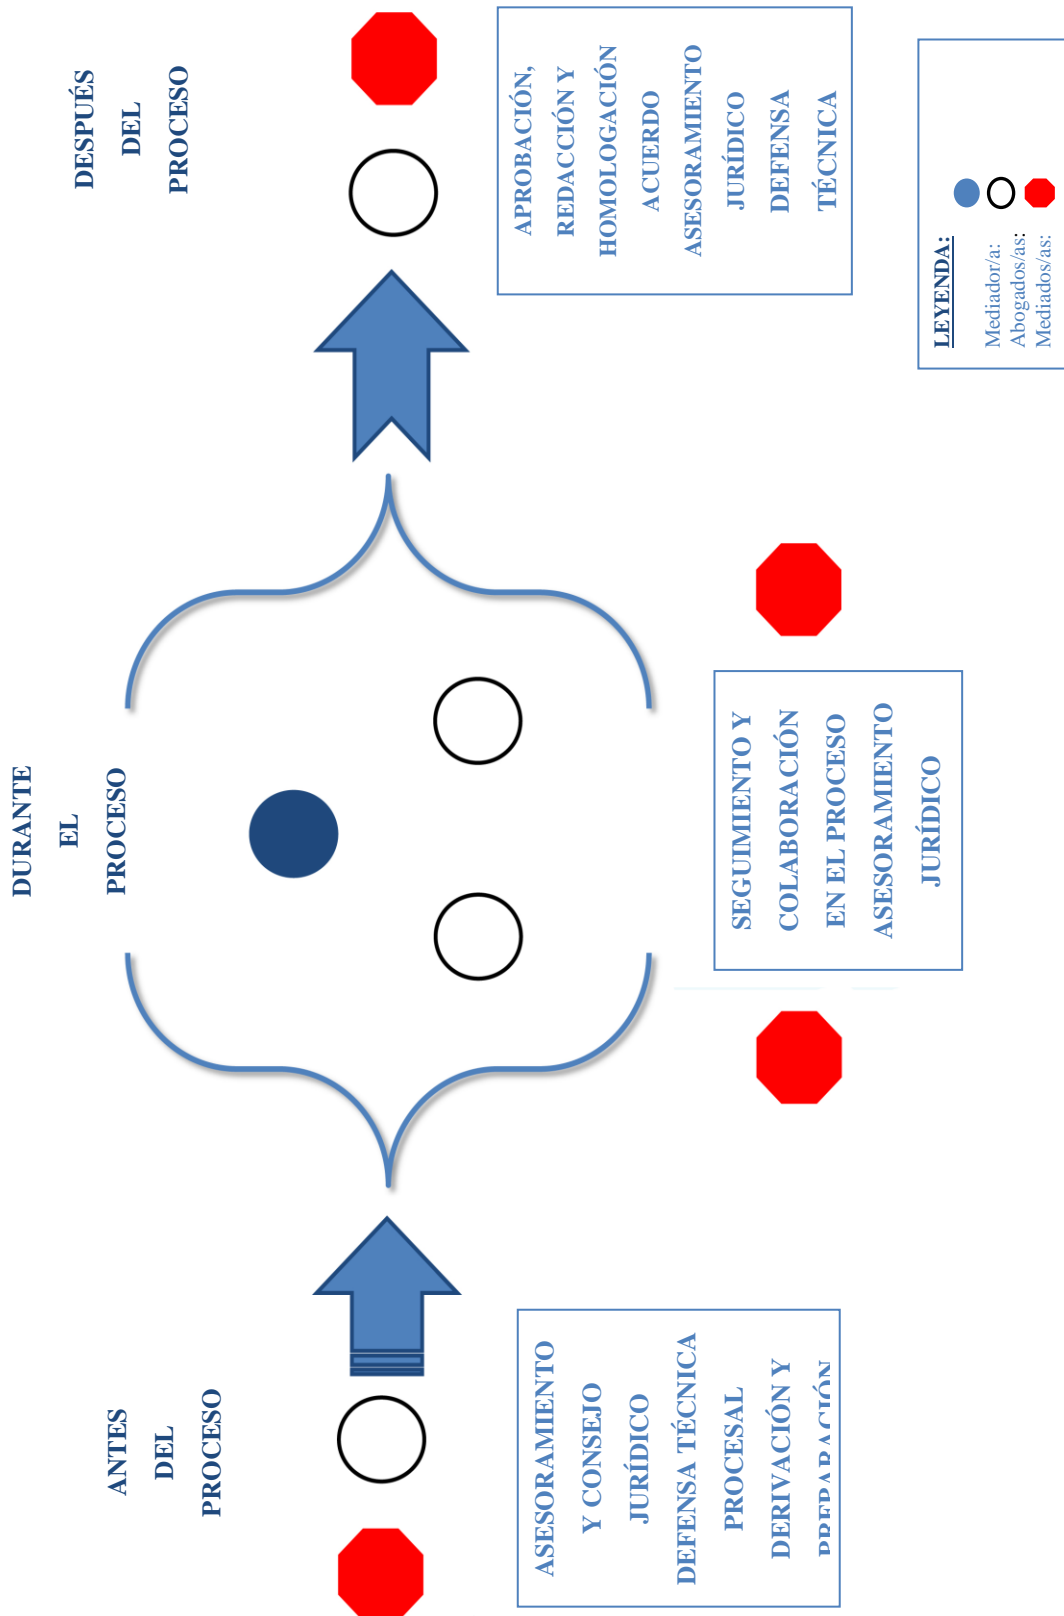 ANTES
DEL
PROCESO
DURANTE
EL
PROCESO
DESPUÉS
DEL
PROCESO
ASESORAMIENTO
Y CONSEJO
JURÍDICO
DEFENSA TÉCNICA
PROCESAL
DERIVACIÓN Y
PREPARACIÓN
SEGUIMIENTO Y
COLABORACIÓN
EN EL PROCESO
ASESORAMIENTO
JURÍDICO
APROBACIÓN,
REDACCIÓN Y
HOMOLOGACIÓN
ACUERDO
ASESORAMIENTO
JURÍDICO
DEFENSA
TÉCNICA
LEYENDA:
Mediador/a:
Abogados/as:
Mediados/as: